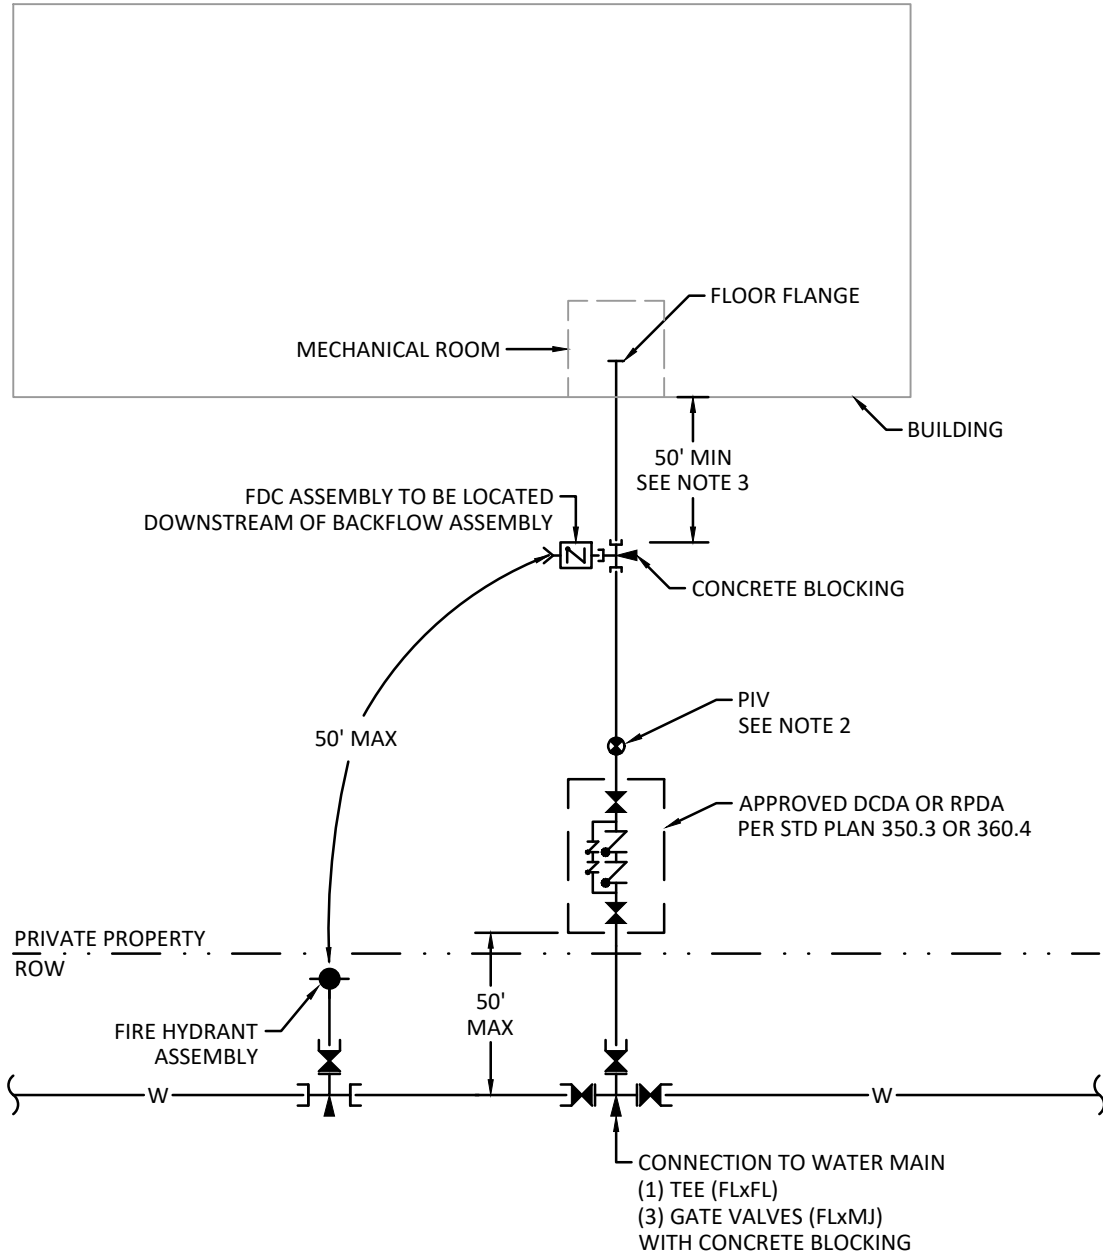 FLOOR FLANGE
MECHANICAL ROOM
BUILDING
50' MIN
SEE NOTE 3
FDC ASSEMBLY TO BE LOCATED
DOWNSTREAM OF BACKFLOW ASSEMBLY
CONCRETE BLOCKING
PIV
SEE NOTE 2
50' MAX
APPROVED DCDA OR RPDA
PER STD PLAN 350.3 OR 360.4
PRIVATE PROPERTY
ROW
50'
MAX
FIRE HYDRANT
ASSEMBLY
W
W
CONNECTION TO WATER MAIN
(1) TEE (FLxFL)
(3) GATE VALVES (FLxMJ)
WITH CONCRETE BLOCKING